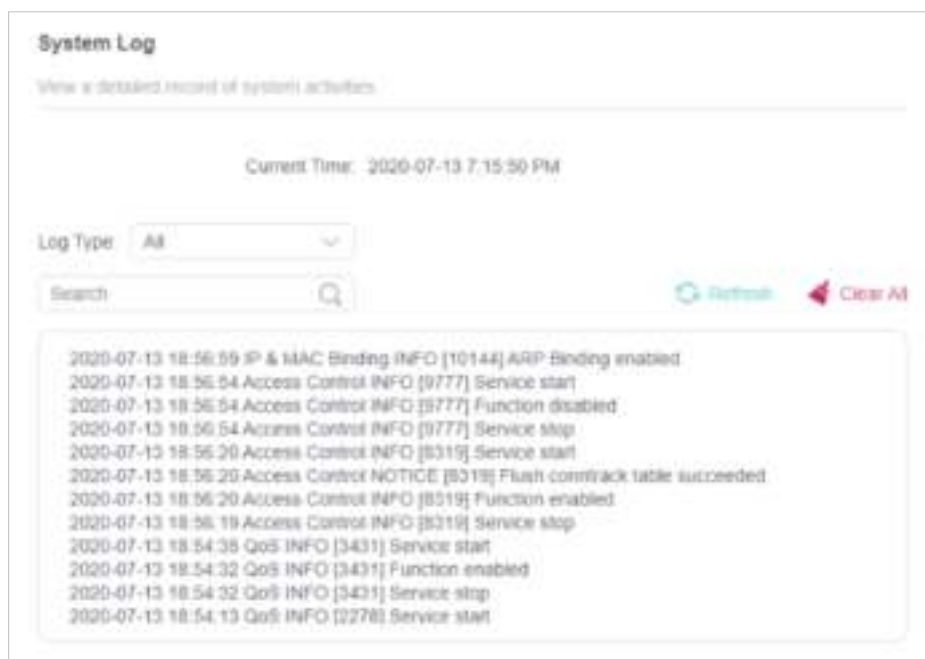 System Log
View a detailed record of system activities.
Current Time: 2020-07-13 7:15:50 PM
Log Type: All
Search
Refresh
Clear All
2020-07-13 18:56:59 IP & MAC Binding INFO [10144] ARP Binding enabled
2020-07-13 18:56:54 Access Control INFO [9777] Service start
2020-07-13 18:56:54 Access Control INFO [9777] Function disabled
2020-07-13 18:56:54 Access Control INFO [9777] Service stop
2020-07-13 18:56:20 Access Control INFO [8319] Service start
2020-07-13 18:56:20 Access Control NOTICE [8319] Flush conntrack table succeeded
2020-07-13 18:56:20 Access Control INFO [8319] Function enabled
2020-07-13 18:56:19 Access Control INFO [8319] Service stop
2020-07-13 18:54:35 QoS INFO [3431] Service start
2020-07-13 18:54:32 QoS INFO [3431] Function enabled
2020-07-13 18:54:32 QoS INFO [3431] Service stop
2020-07-13 18:54:13 QoS INFO [2278] Service start